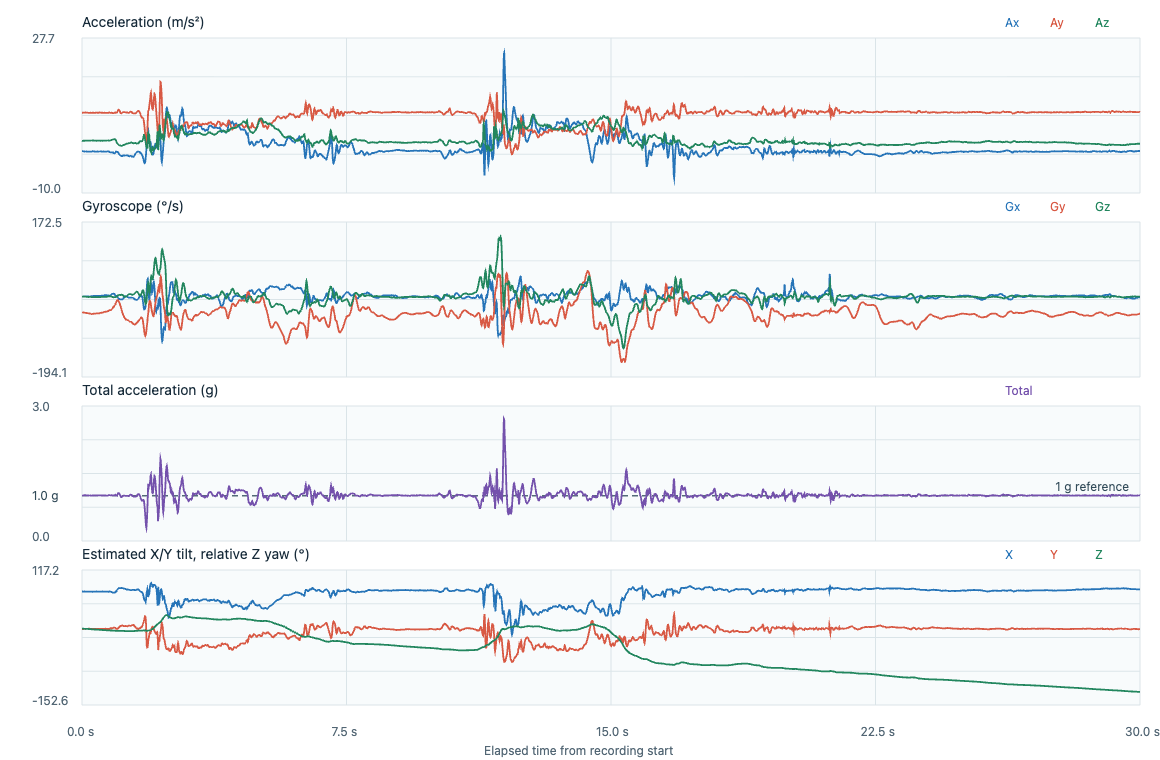 Acceleration (m/s²) Ax Ay Az
27.7
-10.0
Gyroscope (°/s) Gx Gy Gz
172.5
-194.1
Total acceleration (g) Total
3.0
1.0 g
1 g reference
0.0
Estimated X/Y tilt, relative Z yaw (°) X Y Z
117.2
-152.6
0.0 s 7.5 s 15.0 s 22.5 s 30.0 s
Elapsed time from recording start